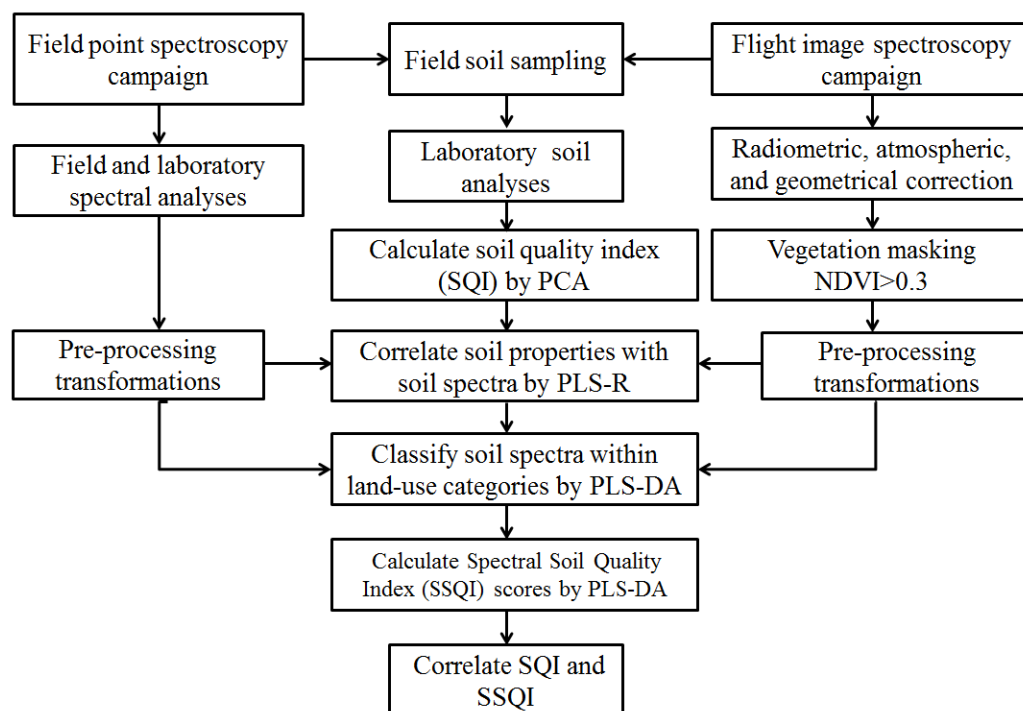 Field point spectroscopy
campaign
Field soil sampling
Flight image spectroscopy
campaign
Field and laboratory
spectral analyses
Laboratory soil
analyses
Radiometric, atmospheric,
and geometrical correction
Calculate soil quality index
(SQI) by PCA
Vegetation masking
NDVI>0.3
Pre-processing
transformations
Correlate soil properties with
soil spectra by PLS-R
Pre-processing
transformations
Classify soil spectra within
land-use categories by PLS-DA
Calculate Spectral Soil Quality
Index (SSQI) scores by PLS-DA
Correlate SQI and
SSQI